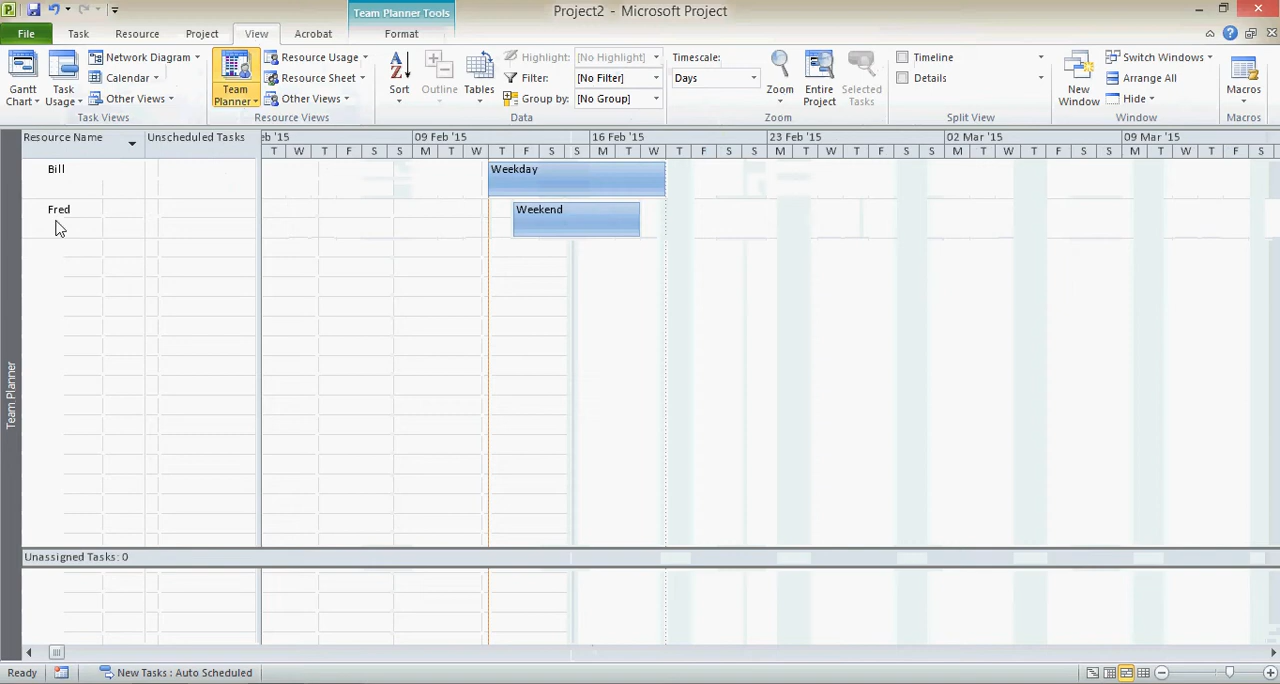 Team Planner Tools
Project2 - Microsoft Project
File Task Resource Project View Acrobat Format
Network Diagram Resource Usage Highlight: [No Highlight] Timescale: Timeline Switch Windows
Calendar Resource Sheet Filter: [No Filter] Days Details Arrange All
Gantt Chart Task Usage Other Views Team Planner Other Views Sort Outline Tables Group by: [No Group] Zoom Entire Project Selected Tasks New Window Hide Macros
Task Views Resource Views Data Zoom Split View Window Macros
Resource Name Unscheduled Tasks eb '15 09 Feb '15 16 Feb '15 23 Feb '15 02 Mar '15 09 Mar '15
T W T F S S M T W T F S S M T W T F S S M T W T F S S M T W T F S S M T W T F S
Bill Weekday
Fred Weekend
Team Planner
Unassigned Tasks: 0
Ready New Tasks : Auto Scheduled